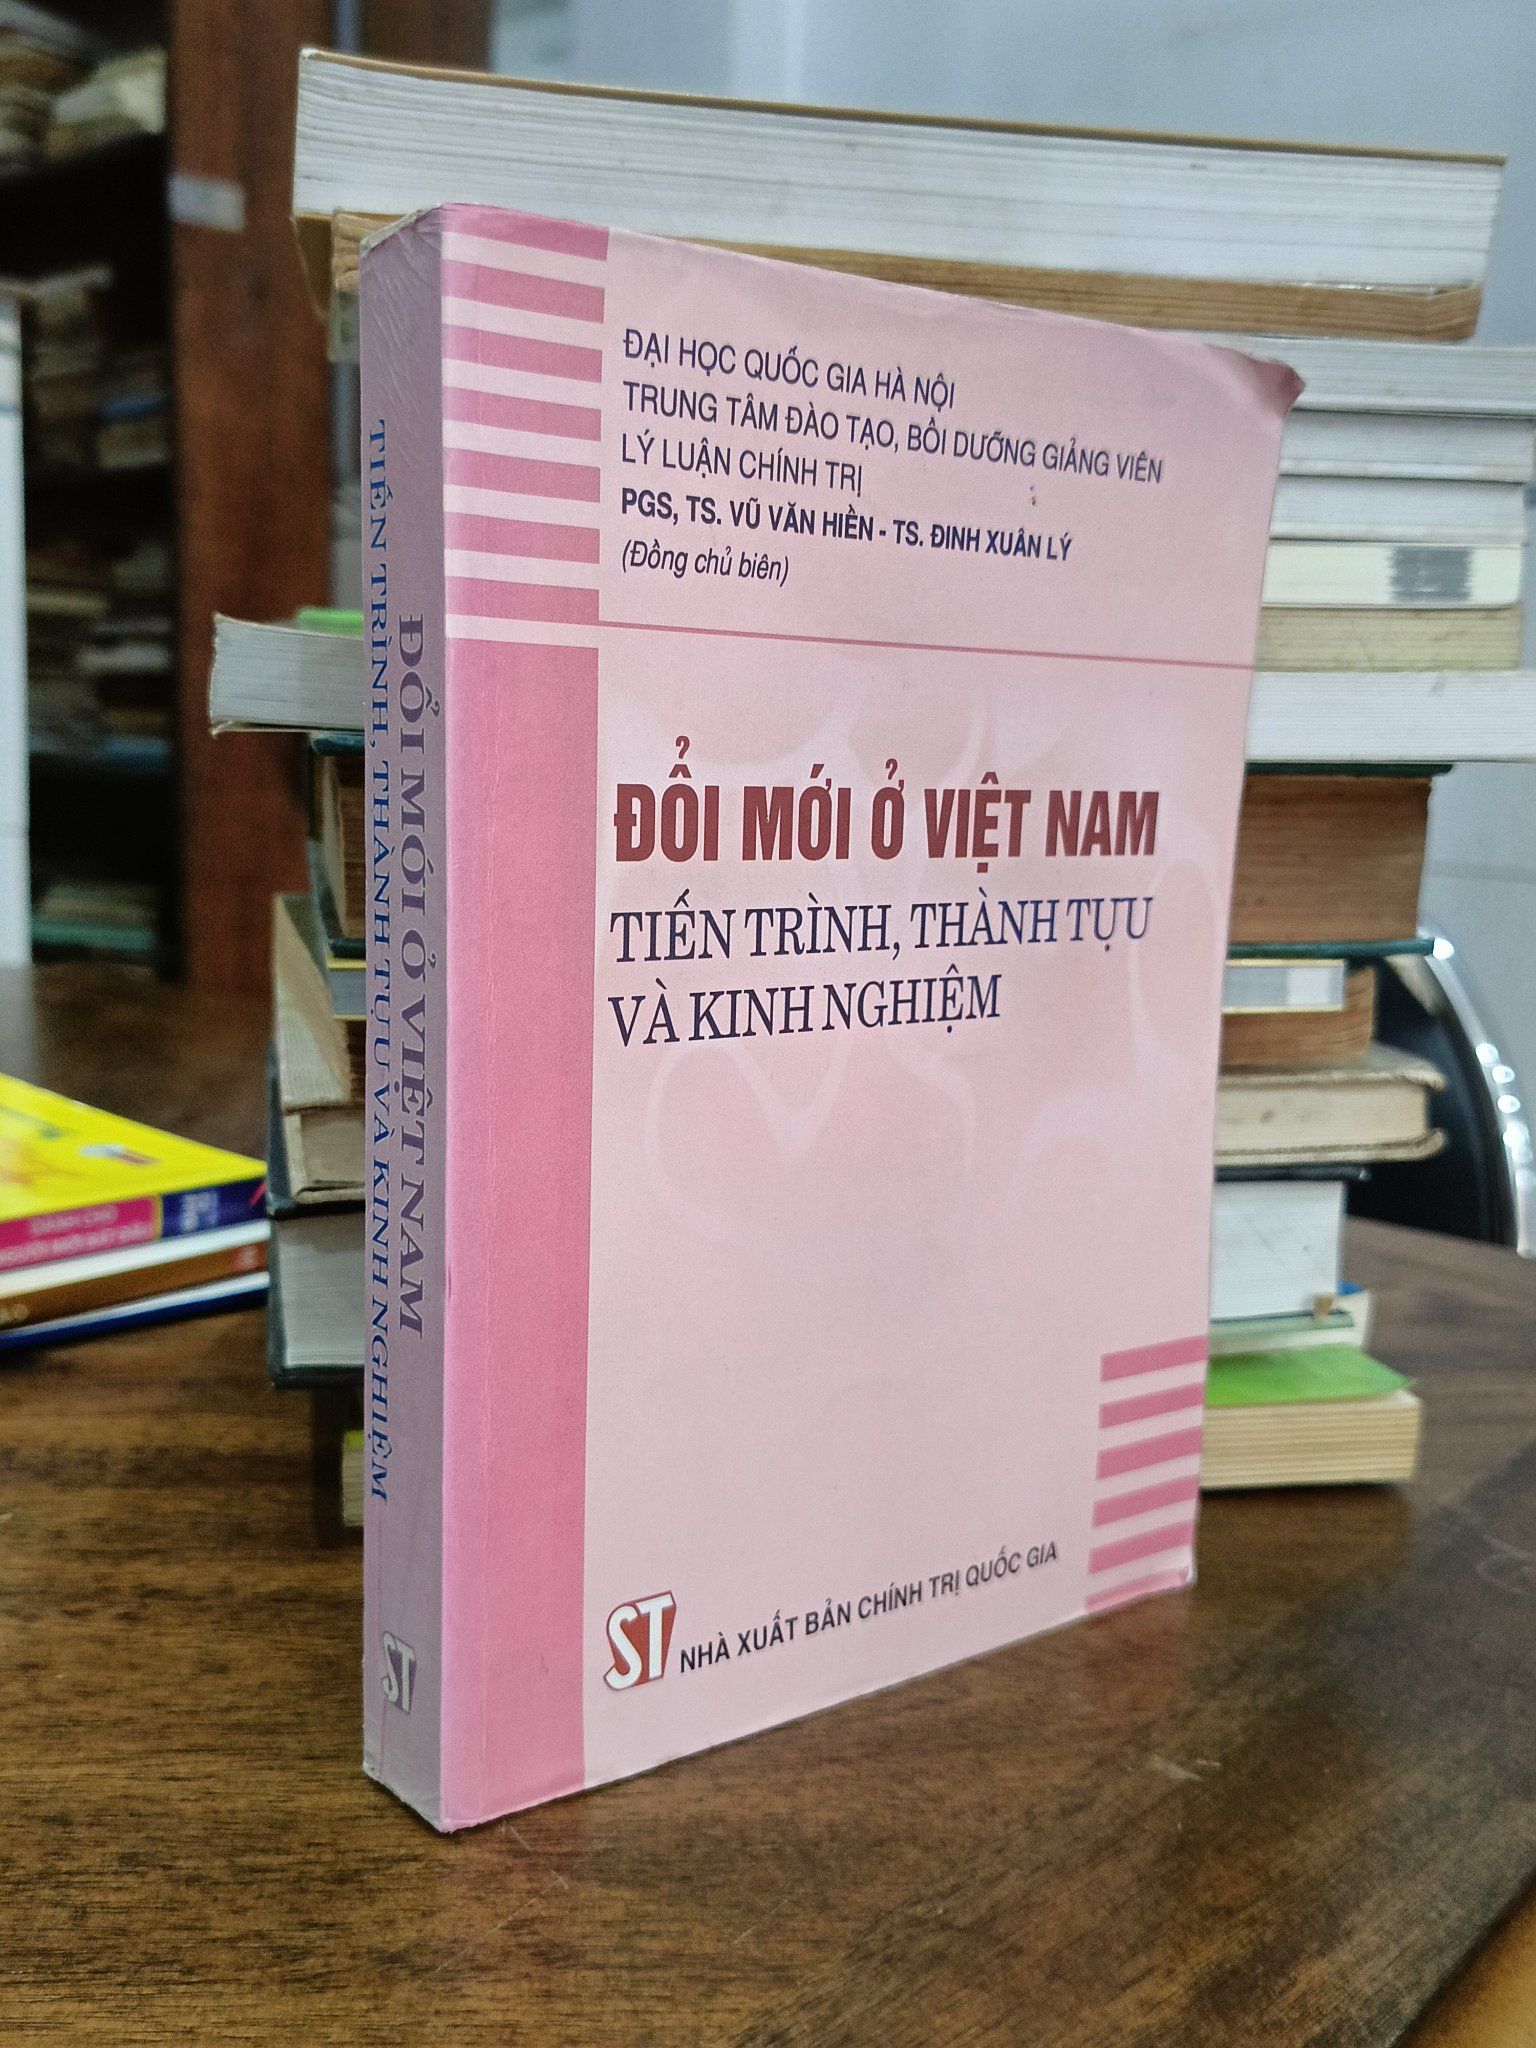 ĐẠI HỌC QUỐC GIA HÀ NỘI
TRUNG TÂM ĐÀO TẠO, BỒI DƯỠNG GIẢNG VIÊN
LÝ LUẬN CHÍNH TRỊ
PGS, TS. VŨ VĂN HIỀN - TS. ĐINH XUÂN LÝ
(Đồng chủ biên)
ĐỔI MỚI Ở VIỆT NAM
TIẾN TRÌNH, THÀNH TỰU
VÀ KINH NGHIỆM
ST NHÀ XUẤT BẢN CHÍNH TRỊ QUỐC GIA
ĐỔI MỚI Ở VIỆT NAM
TIẾN TRÌNH, THÀNH TỰU VÀ KINH NGHIỆM
ST